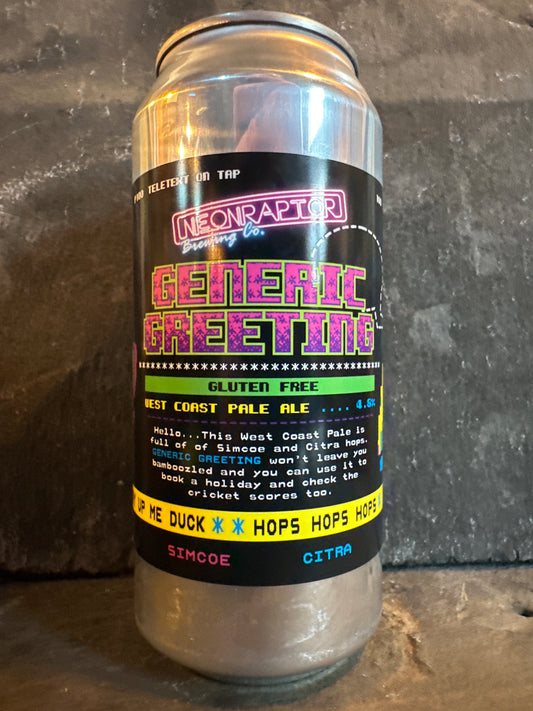 TELETEXT ON TAP
NEONRAPTOR
Brewing Co.
GENERIC
GREETING
*****************************
GLUTEN FREE
WEST COAST PALE ALE .... 4.5%
Hello...This West Coast Pale is
full of of Simcoe and Citra hops.
GENERIC GREETING won't leave you
bamboozled and you can use it to
book a holiday and check the
cricket scores too.
UP ME DUCK * * HOPS HOPS HOPS
SIMCOE CITRA